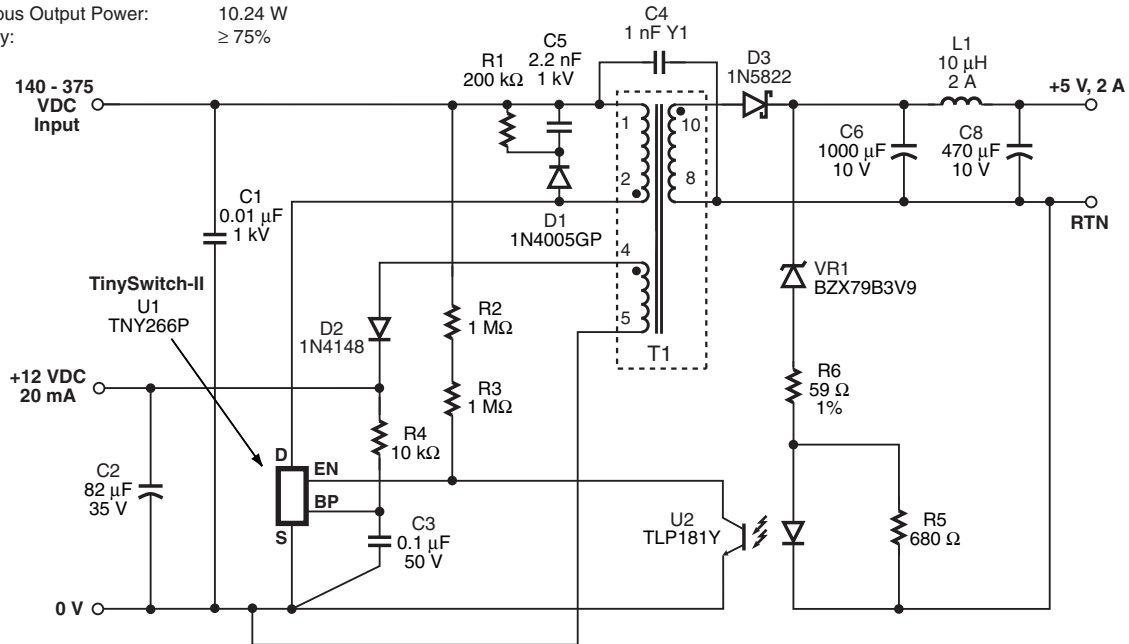 ous Output Power: 10.24 W
y: ≥ 75%
C4
1 nF Y1
C5
2.2 nF
1 kV
R1
200 kΩ
D3
1N5822
L1
10 µH
2 A
140 - 375
VDC
Input
+5 V, 2 A
1
10
2
8
C6
1000 µF
10 V
C8
470 µF
10 V
C1
0.01 µF
1 kV
D1
1N4005GP
RTN
4
5
T1
VR1
BZX79B3V9
TinySwitch-II
U1
TNY266P
D2
1N4148
R2
1 MΩ
R3
1 MΩ
+12 VDC
20 mA
R6
59 Ω
1%
R4
10 kΩ
D
EN
BP
S
C2
82 µF
35 V
C3
0.1 µF
50 V
U2
TLP181Y
R5
680 Ω
0 V